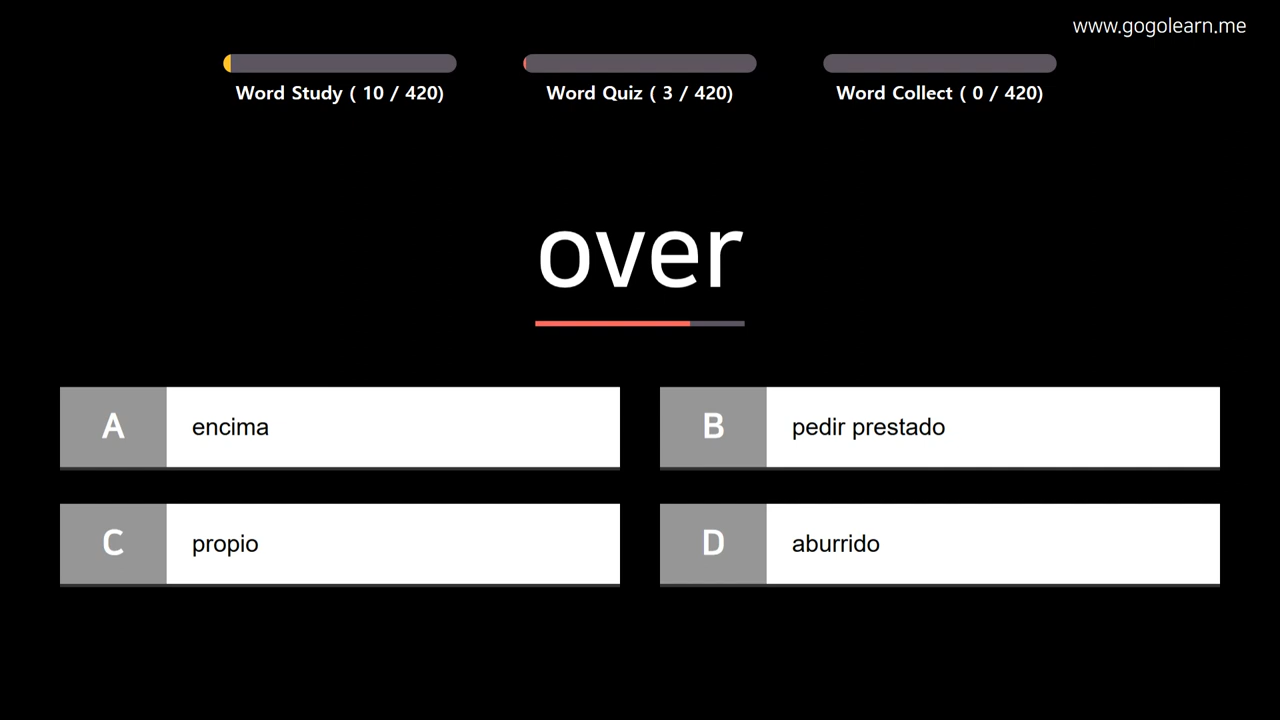 www.gogolearn.me
Word Study ( 10 / 420)
Word Quiz ( 3 / 420)
Word Collect ( 0 / 420)
over
A encima
B pedir prestado
C propio
D aburrido